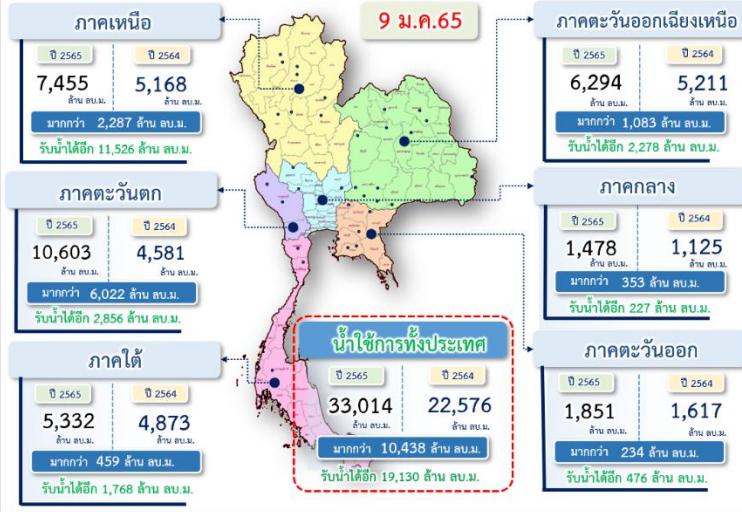 9 ม.ค.65
ภาคเหนือ
ปี 2565 ปี 2564
7,455 5,168
ล้าน ลบ.ม. ล้าน ลบ.ม.
มากกว่า 2,287 ล้าน ลบ.ม.
รับน้ำได้อีก 11,526 ล้าน ลบ.ม.
ภาคตะวันออกเฉียงเหนือ
ปี 2565 ปี 2564
6,294 5,211
ล้าน ลบ.ม. ล้าน ลบ.ม.
มากกว่า 1,083 ล้าน ลบ.ม.
รับน้ำได้อีก 2,278 ล้าน ลบ.ม.
ภาคตะวันตก
ปี 2565 ปี 2564
10,603 4,581
ล้าน ลบ.ม. ล้าน ลบ.ม.
มากกว่า 6,022 ล้าน ลบ.ม.
รับน้ำได้อีก 2,856 ล้าน ลบ.ม.
ภาคกลาง
ปี 2565 ปี 2564
1,478 1,125
ล้าน ลบ.ม. ล้าน ลบ.ม.
มากกว่า 353 ล้าน ลบ.ม.
รับน้ำได้อีก 227 ล้าน ลบ.ม.
ภาคใต้
ปี 2565 ปี 2564
5,332 4,873
ล้าน ลบ.ม. ล้าน ลบ.ม.
มากกว่า 459 ล้าน ลบ.ม.
รับน้ำได้อีก 1,768 ล้าน ลบ.ม.
น้ำใช้การทั้งประเทศ
ปี 2565 ปี 2564
33,014 22,576
ล้าน ลบ.ม. ล้าน ลบ.ม.
มากกว่า 10,438 ล้าน ลบ.ม.
รับน้ำได้อีก 19,130 ล้าน ลบ.ม.
ภาคตะวันออก
ปี 2565 ปี 2564
1,851 1,617
ล้าน ลบ.ม. ล้าน ลบ.ม.
มากกว่า 234 ล้าน ลบ.ม.
รับน้ำได้อีก 476 ล้าน ลบ.ม.